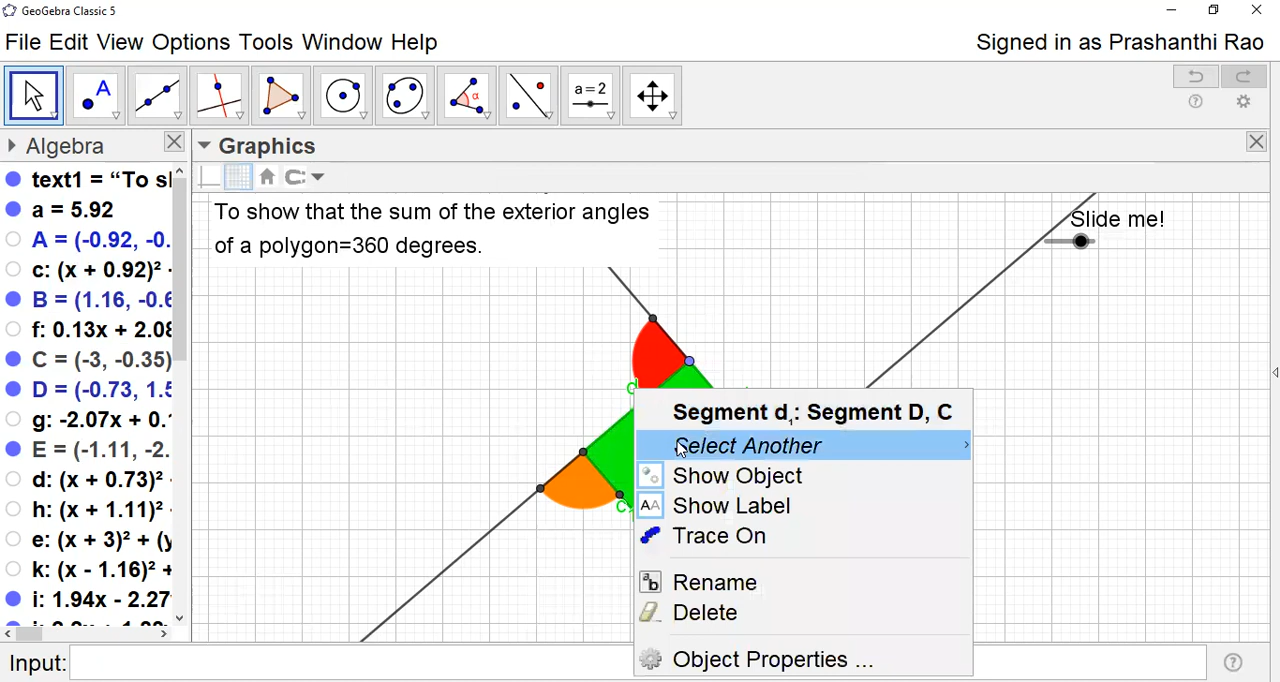 GeoGebra Classic 5
File Edit View Options Tools Window Help
Signed in as Prashanthi Rao
A
α
a = 2
Algebra
Graphics
text1 = “To sl
a = 5.92
A = (-0.92, -0.
c: (x + 0.92)²
B = (1.16, -0.6
f: 0.13x + 2.08
C = (-3, -0.35)
D = (-0.73, 1.5
g: -2.07x + 0.
E = (-1.11, -2.
d: (x + 0.73)²
h: (x + 1.11)²
e: (x + 3)² + (y
k: (x - 1.16)² +
i: 1.94x - 2.27
To show that the sum of the exterior angles
of a polygon=360 degrees.
Slide me!
d
c
Segment d₁: Segment D, C
Select Another
Show Object
AA Show Label
Trace On
ab Rename
Delete
Object Properties ...
Input: